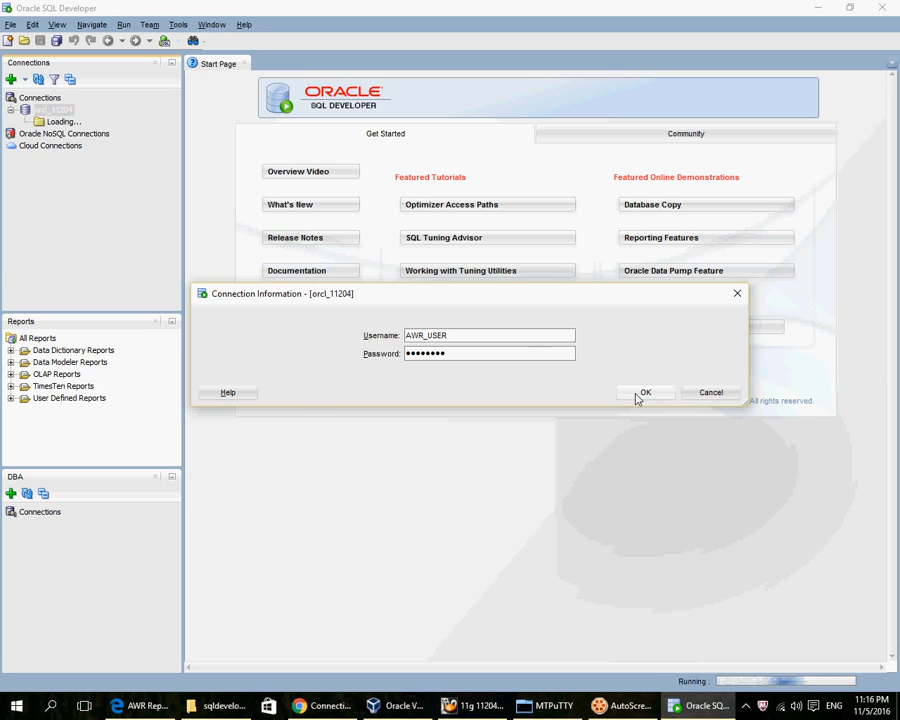 Oracle SQL Developer
File Edit View Navigate Run Team Tools Window Help
Connections
Connections
orcl_11204
Loading...
Oracle NoSQL Connections
Cloud Connections
Reports
All Reports
Data Dictionary Reports
Data Modeler Reports
OLAP Reports
TimesTen Reports
User Defined Reports
DBA
Connections
Start Page
ORACLE
SQL DEVELOPER
Get Started
Community
Overview Video
Featured Tutorials
Featured Online Demonstrations
What's New
Optimizer Access Paths
Database Copy
Release Notes
SQL Tuning Advisor
Reporting Features
Documentation
Working with Tuning Utilities
Oracle Data Pump Feature
Connection Information - [orcl_11204]
Username: AWR_USER
Password: ●●●●●●●●
Help
OK
Cancel
All rights reserved.
Running :
AWR Rep...
sqldevelo...
Connecti...
Oracle V...
11g 11204...
MTPuTTY
AutoScre...
Oracle SQ...
ENG
11:16 PM
11/5/2016